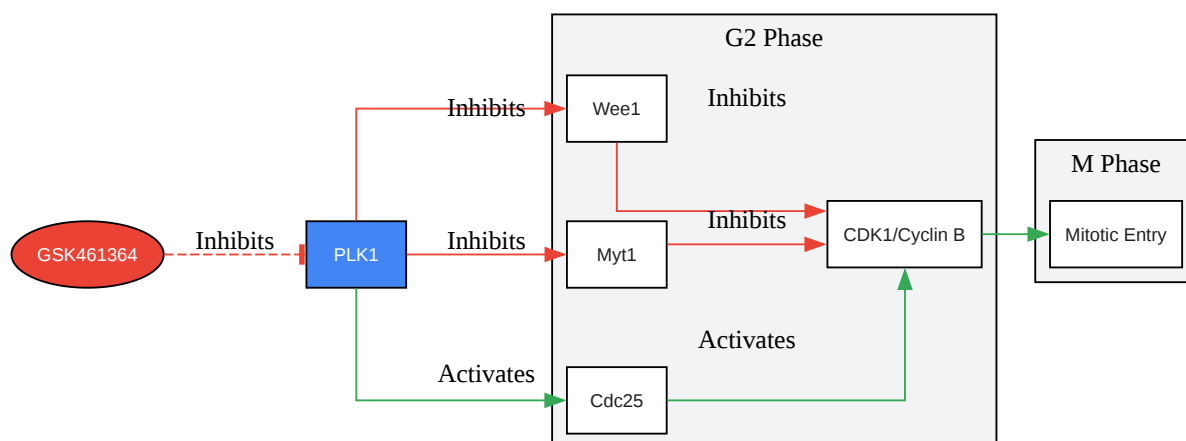 G2 Phase
Inhibits
Wee1
Inhibits
M Phase
GSK461364
Inhibits
PLK1
Inhibits
Myt1
Inhibits
CDK1/Cyclin B
Mitotic Entry
Activates
Cdc25
Activates